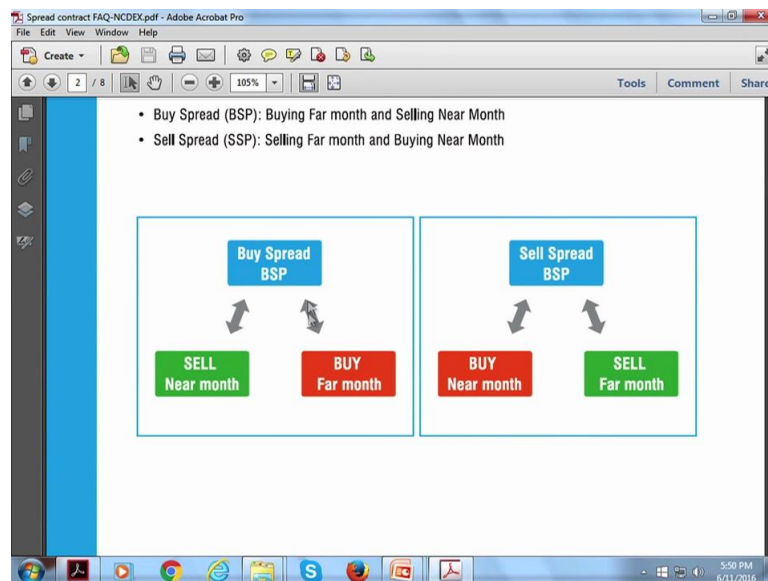 Spread contract FAQ-NCDEX.pdf - Adobe Acrobat Pro
File Edit View Window Help
Create
2 / 8 105% Tools Comment Share
• Buy Spread (BSP): Buying Far month and Selling Near Month
• Sell Spread (SSP): Selling Far month and Buying Near Month
Buy Spread
BSP
SELL
Near month
BUY
Far month
Sell Spread
BSP
BUY
Near month
SELL
Far month
5:50 PM
6/11/2016